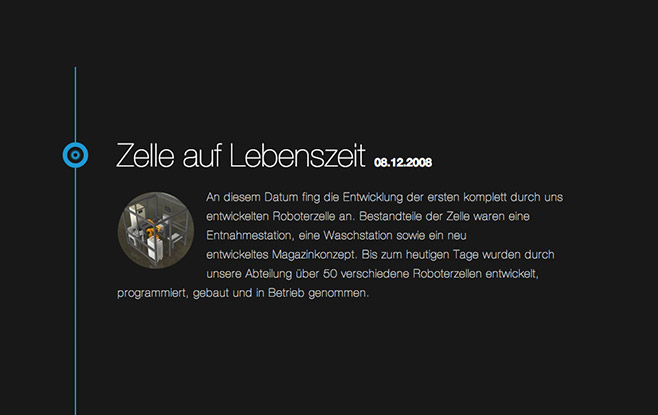 Zelle auf Lebenszeit 08.12.2008
An diesem Datum fing die Entwicklung der ersten komplett durch uns
entwickelten Roboterzelle an. Bestandteile der Zelle waren eine
Entnahmestation, eine Waschstation sowie ein neu
entwickeltes Magazinkonzept. Bis zum heutigen Tage wurden durch
unsere Abteilung über 50 verschiedene Roboterzellen entwickelt,
programmiert, gebaut und in Betrieb genommen.